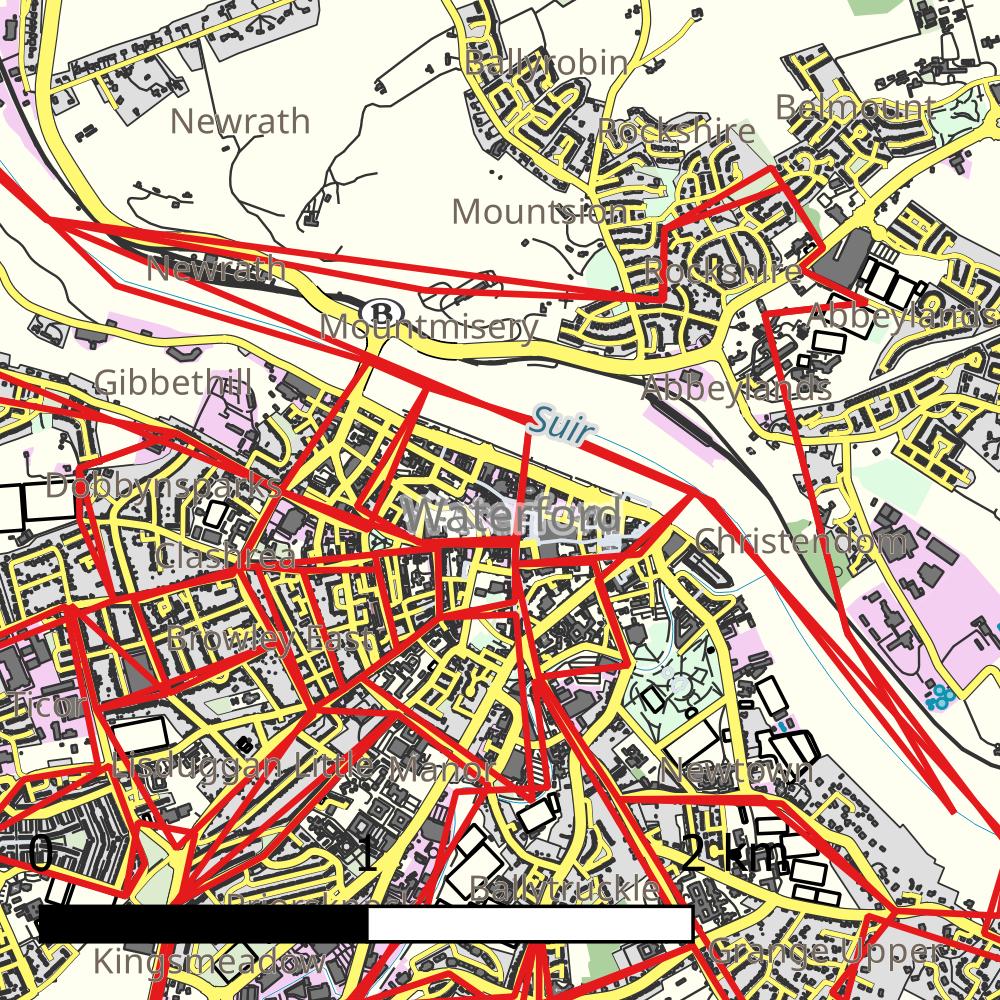 Ballyrobin
Belmount
Newrath
Rockshire
Mountsion
Newrath
Rockshire
Abbeylands
B
Mountmisery
Gibbethill
Abbeylands
Suir
Dobbynsparks
Waterford
Christendom
Clashrea
Browley East
Ticor
Lisduggan Little
Manor
Newtown
0 1 2 km
Ballytruckle
Kingsmeadow
Grange Upper